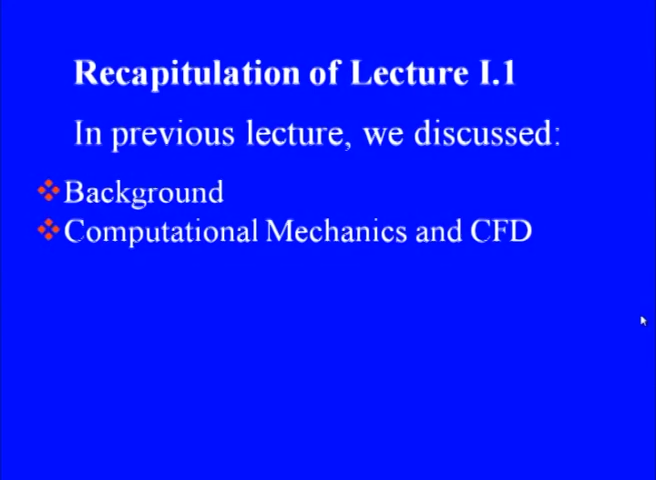 Recapitulation of Lecture I.1
In previous lecture, we discussed:
Background
Computational Mechanics and CFD